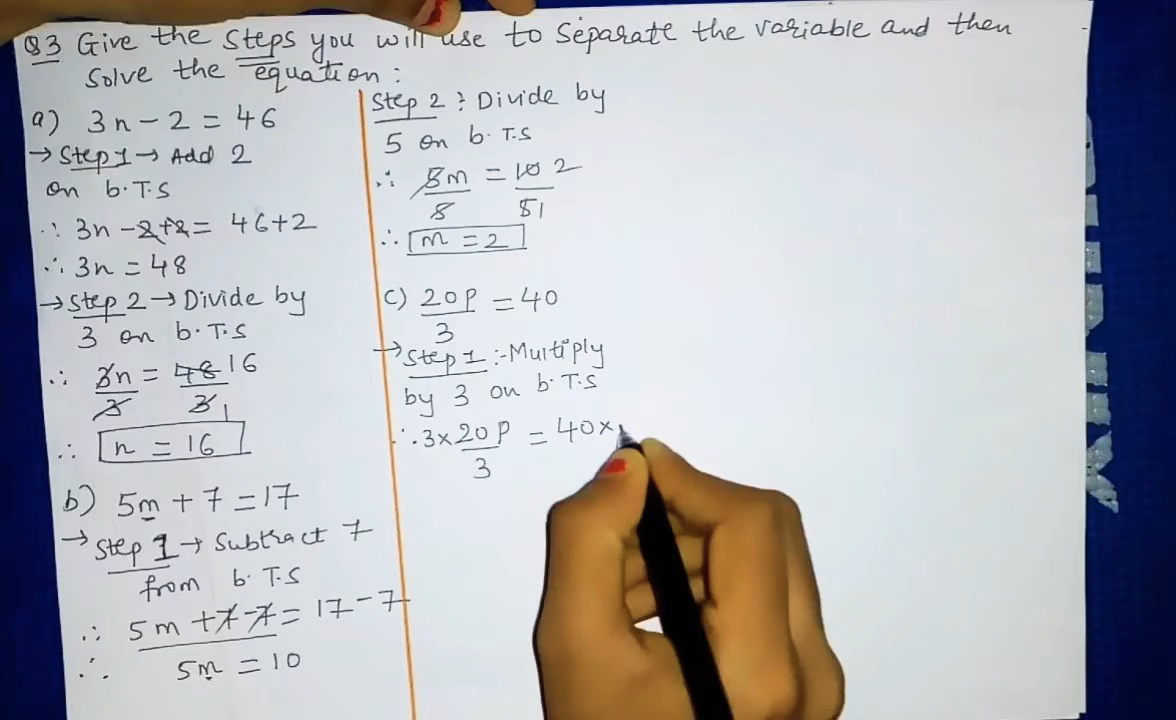 Q3 Give the steps you will use to separate the variable and then
solve the equation:
a) 3n - 2 = 46
→ Step 1 → Add 2
on b.T.S
∴ 3n - 2 + 2 = 46 + 2
∴ 3n = 48
→ Step 2 → Divide by
3 on b.T.S
∴ 3n/3 = 48/3 16/1
∴ n = 16
b) 5m + 7 = 17
→ Step 1 → Subtract 7
from b.T.S
∴ 5m + 7 - 7 = 17 - 7
∴ 5m = 10
Step 2: Divide by
5 on b.T.S
∴ 5m/5 = 10/5 2/1
∴ m = 2
c) 20p/3 = 40
→ Step 1 :- Multiply
by 3 on b.T.S
∴ 3 × 20p/3 = 40 ×